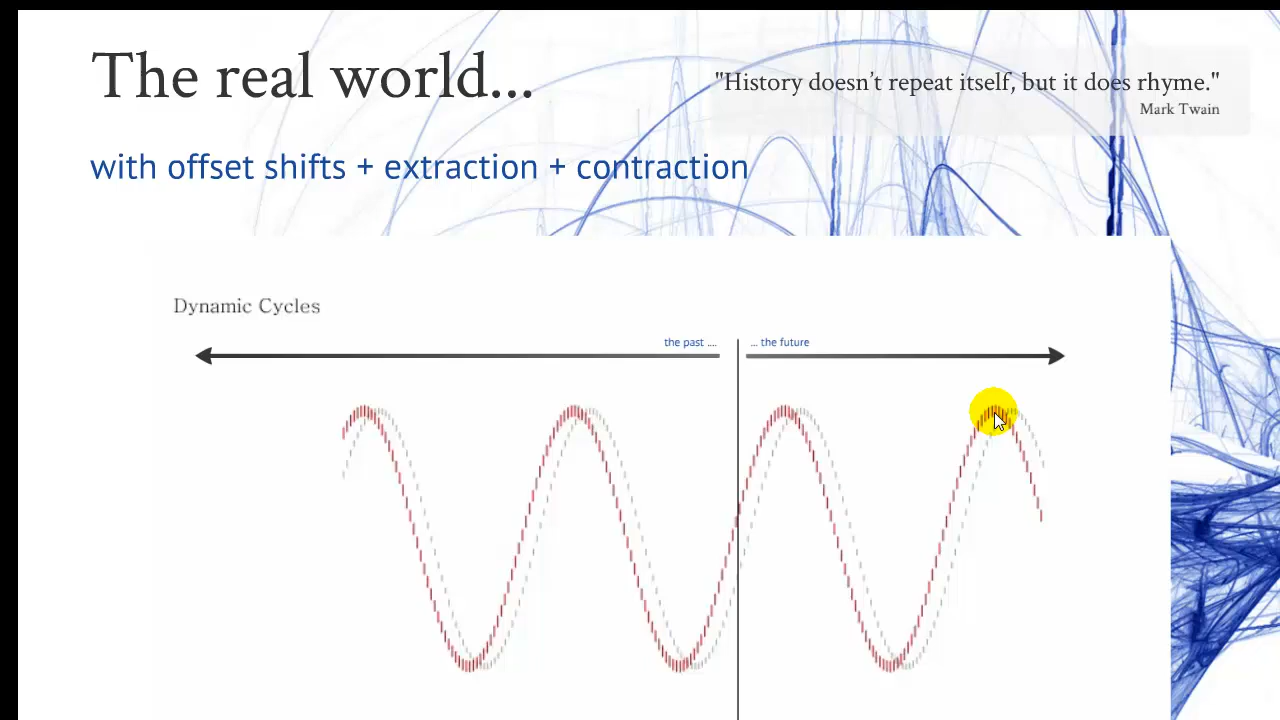 The real world...
"History doesn't repeat itself, but it does rhyme."
Mark Twain
with offset shifts + extraction + contraction
Dynamic Cycles
the past ....
... the future